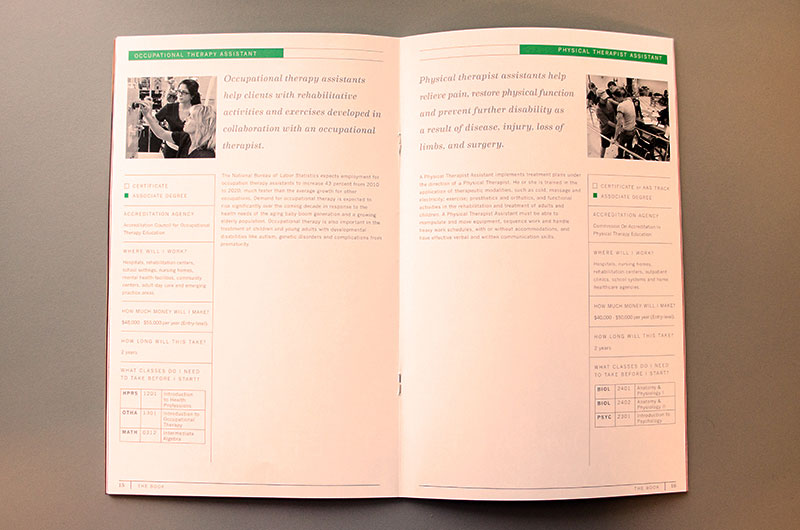 OCCUPATIONAL THERAPY ASSISTANT
Occupational therapy assistants
help clients with rehabilitative
activities and exercises developed in
collaboration with an occupational
therapist.
The National Bureau of Labor Statistics expects employment for
occupation therapy assistants to increase 43 percent from 2010
to 2020, much faster than the average growth for other
occupations. Demand for occupational therapy is expected to
rise significantly over the coming decade in response to the
health needs of the aging baby boom generation and a growing
elderly population. Occupational therapy is also important in the
treatment of children and young adults with developmental
disabilities like autism, genetic disorders and complications from
prematurity.
CERTIFICATE
ASSOCIATE DEGREE
ACCREDITATION AGENCY
Accreditation Council for Occupational
Therapy Education
WHERE WILL I WORK?
Hospitals, rehabilitation centers,
school settings, nursing homes,
mental health facilities, community
centers, adult day care and emerging
practice areas
HOW MUCH MONEY WILL I MAKE?
$48,000 - $55,000 per year (Entry-level)
HOW LONG WILL THIS TAKE?
2 years
WHAT CLASSES DO I NEED
TO TAKE BEFORE I START?
HPRS 1201 Introduction
to Health
Professions
OTHA 1301 Introduction to
Occupational
Therapy
MATH 0312 Intermediate
Algebra
15 THE BOOK
PHYSICAL THERAPIST ASSISTANT
Physical therapist assistants help
relieve pain, restore physical function
and prevent further disability as
a result of disease, injury, loss of
limbs, and surgery.
A Physical Therapist Assistant implements treatment plans under
the direction of a Physical Therapist. He or she is trained in the
application of therapeutic modalities, such as cold, massage and
electricity; exercise; prosthetics and orthotics, and functional
activities in the rehabilitation and treatment of adults and
children. A Physical Therapist Assistant must be able to
manipulate and move equipment, sequence work and handle
heavy work schedules, with or without accommodations, and
have effective verbal and written communication skills.
CERTIFICATE or HAS TEACH
ASSOCIATE DEGREE
ACCREDITATION AGENCY
Commission On Accreditation in
Physical Therapy Education
WHERE WILL I WORK?
Hospitals, nursing homes,
rehabilitation centers, outpatient
clinics, school systems and home
healthcare agencies
HOW MUCH MONEY WILL I MAKE?
$40,000 - $50,000 per year (Entry-level)
HOW LONG WILL THIS TAKE?
2 years
WHAT CLASSES DO I NEED
TO TAKE BEFORE I START?
BIOL 2401 Anatomy &
Physiology I
BIOL 2402 Anatomy &
Physiology II
PSYC 2301 Introduction to
Psychology
THE BOOK 16